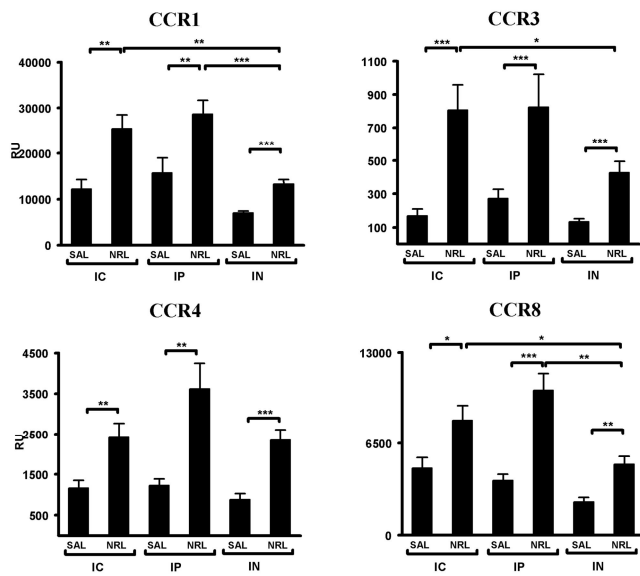 CCR1
** **
** ***
***
40000
30000
20000
10000
0
RU
SAL NRL SAL NRL SAL NRL
IC IP IN
CCR3
*** *
***
***
1100
900
700
500
300
100
SAL NRL SAL NRL SAL NRL
IC IP IN
CCR4
**
**
***
4500
3500
2500
1500
500
RU
SAL NRL SAL NRL SAL NRL
IC IP IN
CCR8
* *
*** **
**
13000
6500
0
SAL NRL SAL NRL SAL NRL
IC IP IN